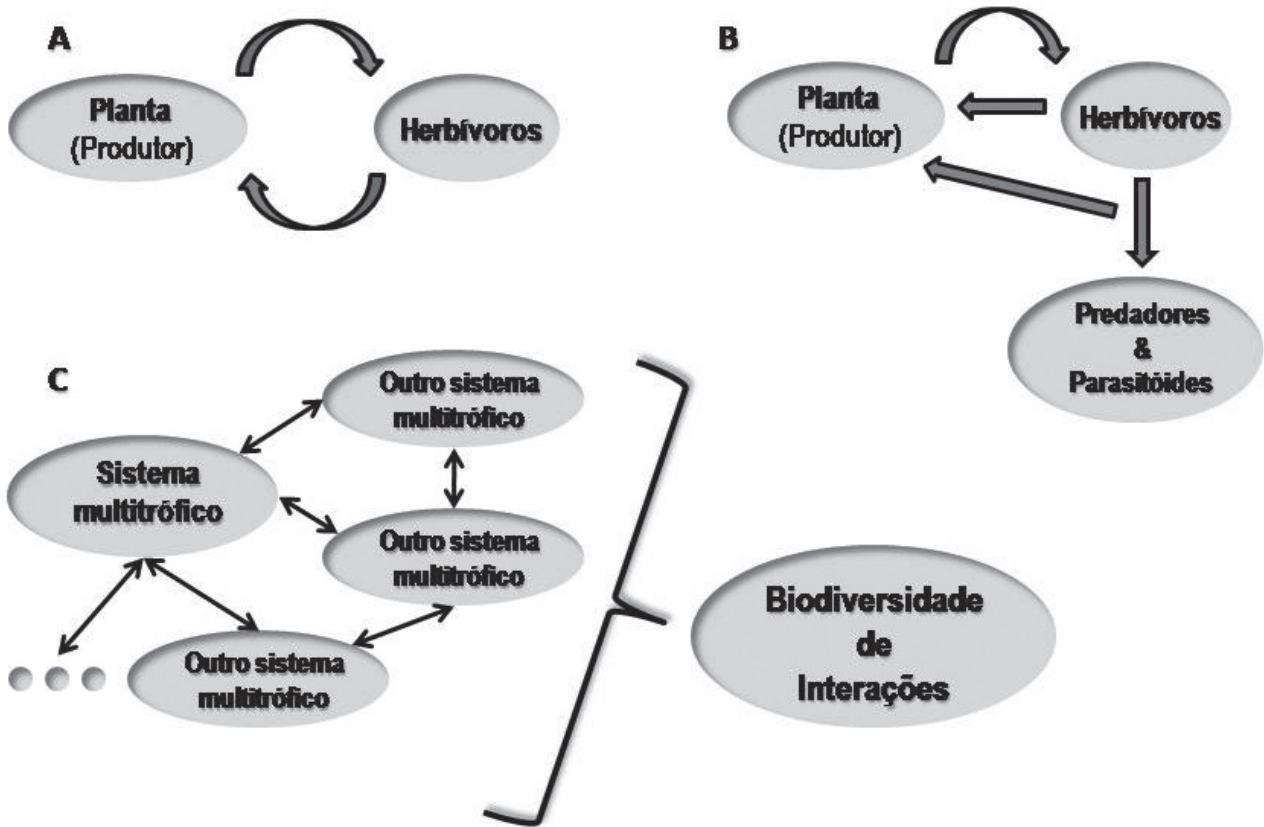 A
Planta
(Produtor)
Herbívoros
B
Planta
(Produtor)
Herbívoros
Predadores
&
Parasitóides
C
Outro sistema
multitrófico
Sistema
multitrófico
Outro sistema
multitrófico
Outro sistema
multitrófico
Biodiversidade
de
Interações